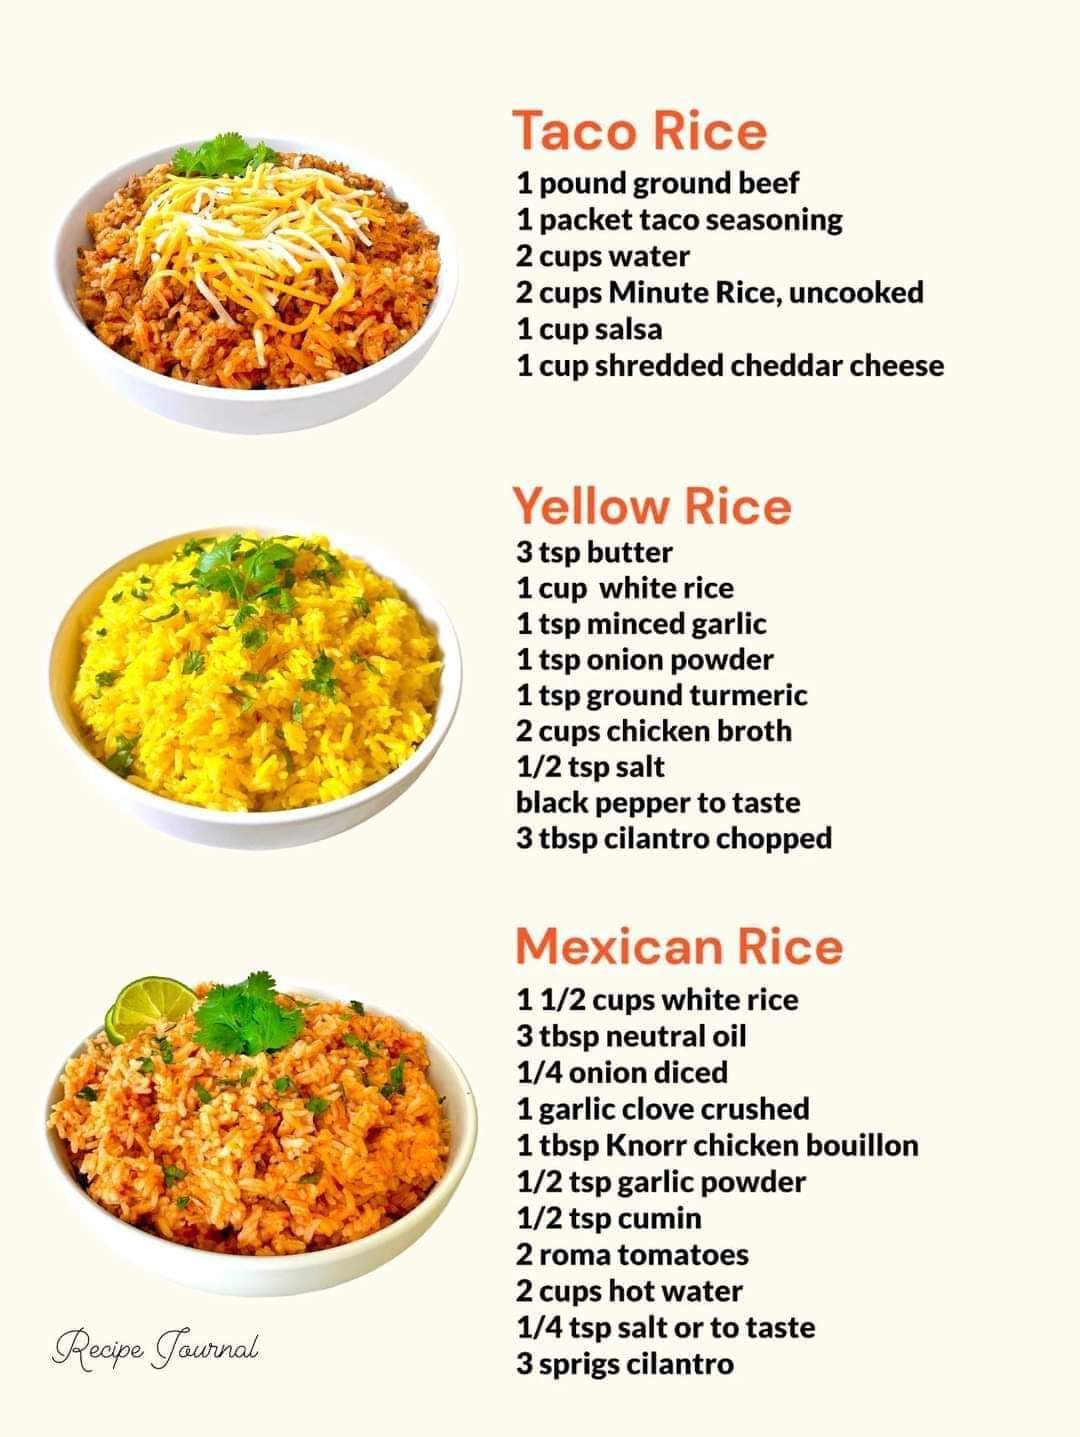 Taco Rice
1 pound ground beef
1 packet taco seasoning
2 cups water
2 cups Minute Rice, uncooked
1 cup salsa
1 cup shredded cheddar cheese
Yellow Rice
3 tsp butter
1 cup  white rice
1 tsp minced garlic
1 tsp onion powder
1 tsp ground turmeric
2 cups chicken broth
1/2 tsp salt
black pepper to taste
3 tbsp cilantro chopped
Mexican Rice
1 1/2 cups white rice
3 tbsp neutral oil
1/4 onion diced
1 garlic clove crushed
1 tbsp Knorr chicken bouillon
1/2 tsp garlic powder
1/2 tsp cumin
2 roma tomatoes
2 cups hot water
1/4 tsp salt or to taste
3 sprigs cilantro
Recipe Journal